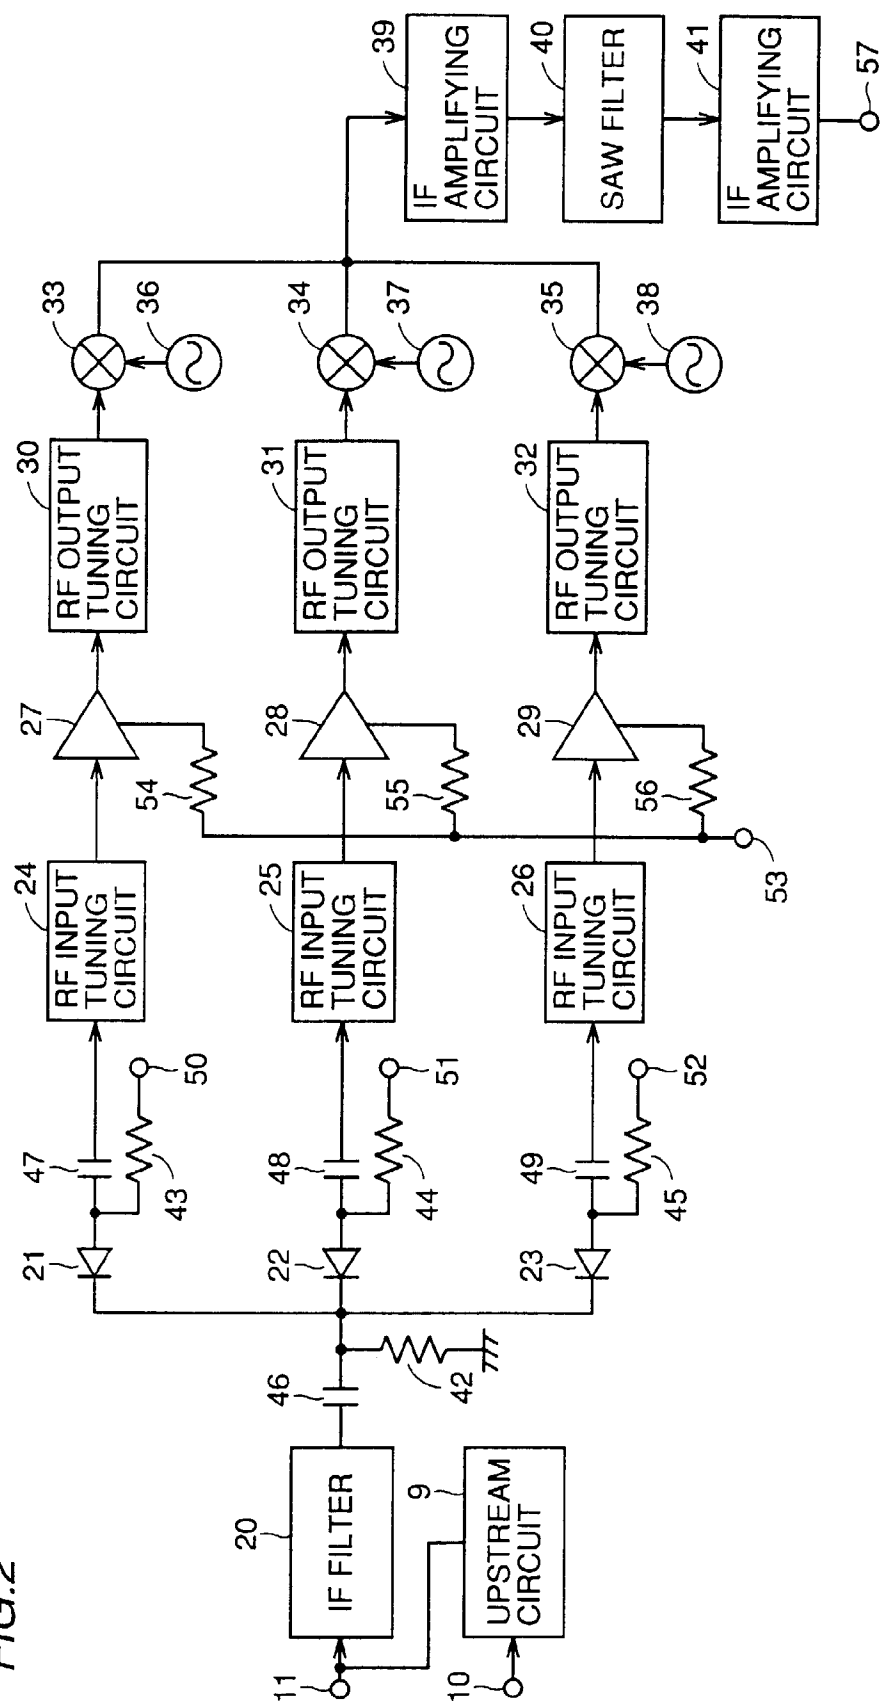 FIG.2
11
10
20
IF FILTER
9
UPSTREAM
CIRCUIT
46
42
21
22
23
47
43
50
48
44
51
49
45
52
24
RF INPUT
TUNING
CIRCUIT
25
RF INPUT
TUNING
CIRCUIT
26
RF INPUT
TUNING
CIRCUIT
27
54
28
55
29
56
53
30
RF OUTPUT
TUNING
CIRCUIT
31
RF OUTPUT
TUNING
CIRCUIT
32
RF OUTPUT
TUNING
CIRCUIT
33
36
34
37
35
38
39
IF
AMPLIFYING
CIRCUIT
40
SAW FILTER
41
IF
AMPLIFYING
CIRCUIT
57